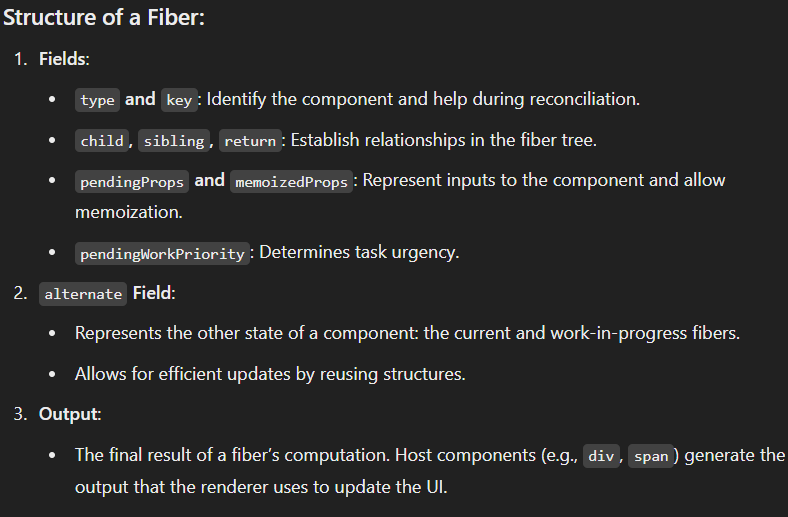 Structure of a Fiber:
1. Fields:
• type and key: Identify the component and help during reconciliation.
• child, sibling, return: Establish relationships in the fiber tree.
• pendingProps and memoizedProps: Represent inputs to the component and allow
memoization.
• pendingWorkPriority: Determines task urgency.
2. alternate Field:
• Represents the other state of a component: the current and work-in-progress fibers.
• Allows for efficient updates by reusing structures.
3. Output:
• The final result of a fiber’s computation. Host components (e.g., div, span) generate the
output that the renderer uses to update the UI.